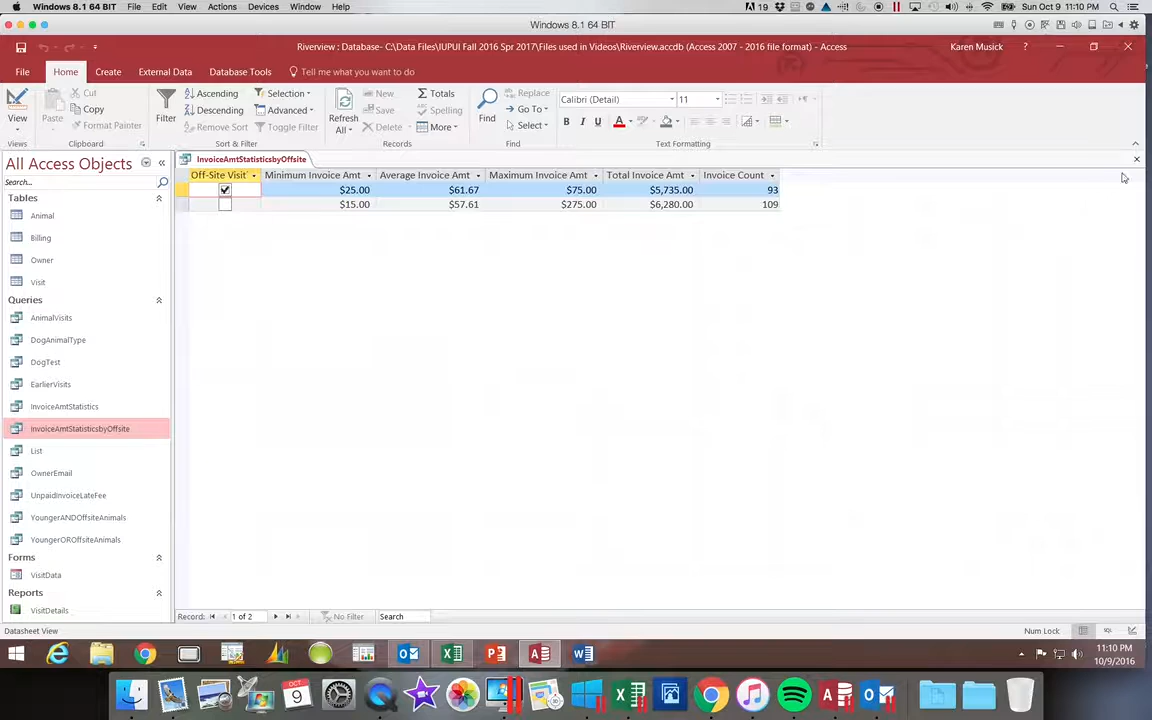 Windows 8.1 64 BIT File Edit View Actions Devices Window Help 19 Sun Oct 9 11:10 PM
Windows 8.1 64 BIT
Riverview : Database- C:\Data Files\IUPUI Fall 2016 Spr 2017\Files used in Videos\Riverview.accdb (Access 2007 - 2016 file format) - Access Karen Musick ?
File Home Create External Data Database Tools Tell me what you want to do
View Paste Cut Copy Format Painter Filter Ascending Descending Remove Sort Selection Advanced Toggle Filter Refresh All New Save Delete Totals Spelling More Find Replace Go To Select Calibri (Detail) 11 B I U A
Views Clipboard Sort & Filter Records Find Text Formatting
All Access Objects
Search...
Tables
Animal
Billing
Owner
Visit
Queries
AnimalVisits
DogAnimalType
DogTest
EarlierVisits
InvoiceAmtStatistics
InvoiceAmtStatisticsbyOffsite
List
OwnerEmail
UnpaidInvoiceLateFee
YoungerANDOffsiteAnimals
YoungerOROffsiteAnimals
Forms
VisitData
Reports
VisitDetails
InvoiceAmtStatisticsbyOffsite
Off-Site Visit Minimum Invoice Amt Average Invoice Amt Maximum Invoice Amt Total Invoice Amt Invoice Count
$25.00 $61.67 $75.00 $5,735.00 93
$15.00 $57.61 $275.00 $6,280.00 109
Record: 1 of 2 No Filter Search
Datasheet View Num Lock
11:10 PM
10/9/2016
OCT
9